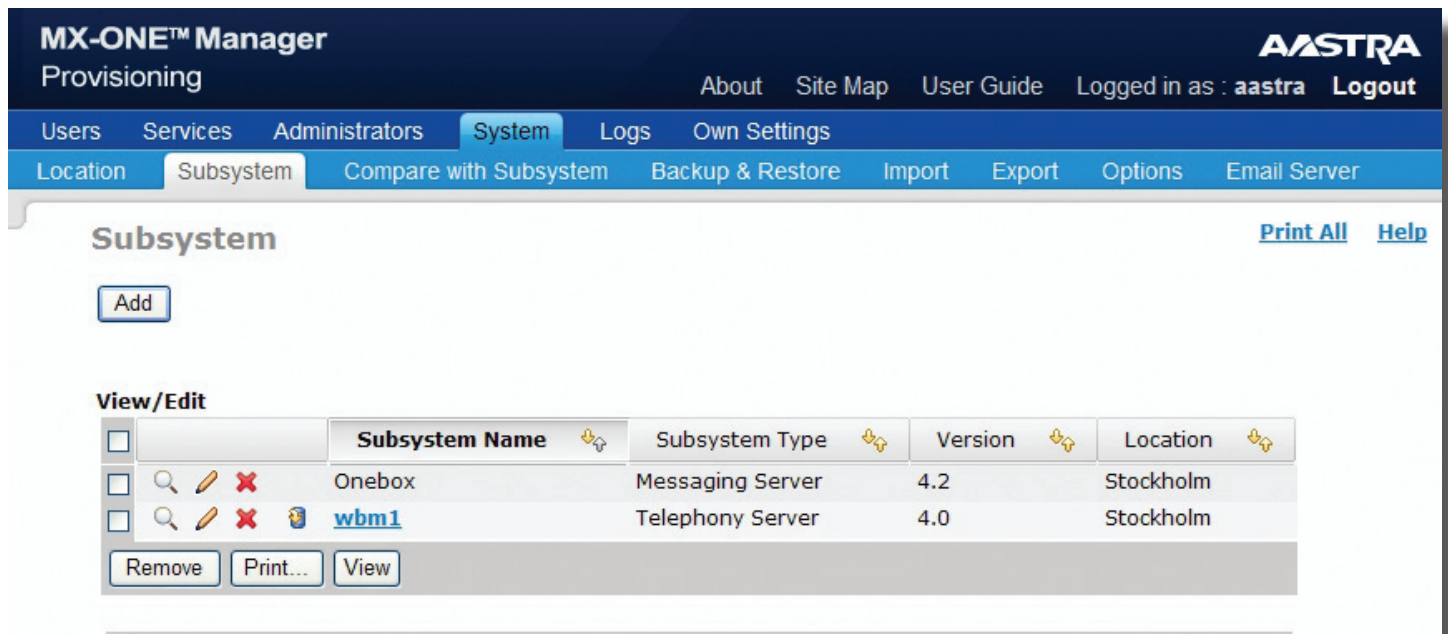 MX-ONE™ Manager
AASTRA
Provisioning
About Site Map User Guide Logged in as : aastra Logout
Users Services Administrators System Logs Own Settings
Location Subsystem Compare with Subsystem Backup & Restore Import Export Options Email Server
Subsystem
Print All Help
Add
View/Edit
Subsystem Name Subsystem Type Version Location
Onebox Messaging Server 4.2 Stockholm
wbm1 Telephony Server 4.0 Stockholm
Remove Print... View